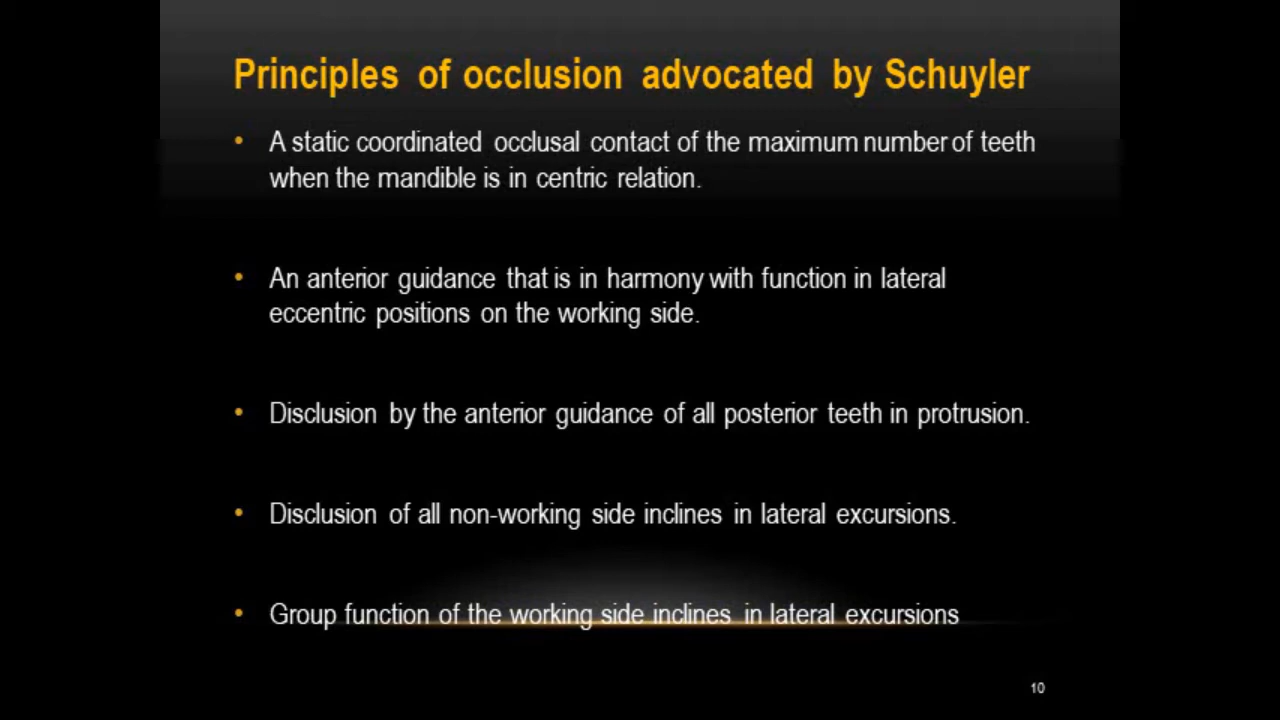 Principles of occlusion advocated by Schuyler
• A static coordinated occlusal contact of the maximum number of teeth
when the mandible is in centric relation.
• An anterior guidance that is in harmony with function in lateral
eccentric positions on the working side.
• Disclusion by the anterior guidance of all posterior teeth in protrusion.
• Disclusion of all non-working side inclines in lateral excursions.
• Group function of the working side inclines in lateral excursions
10